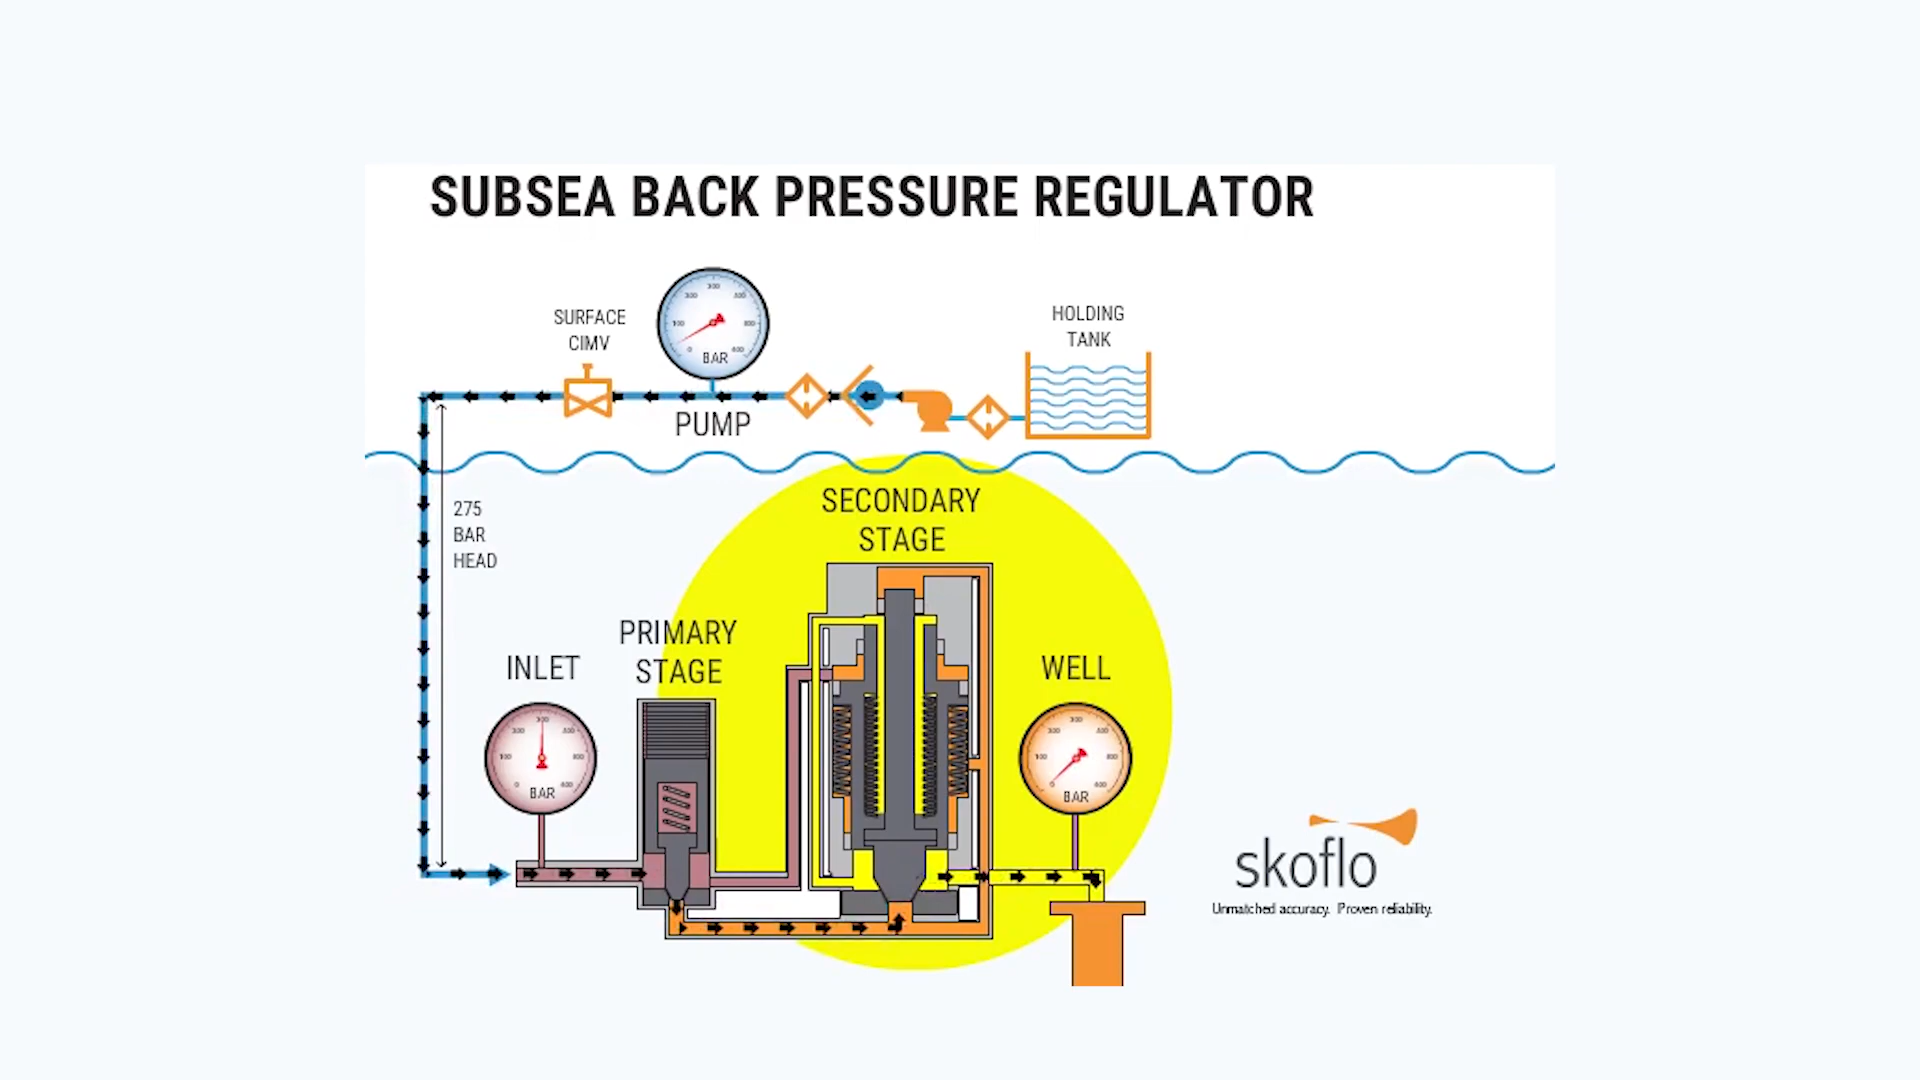 SUBSEA BACK PRESSURE REGULATOR
SURFACE
CIMV
BAR
PUMP
HOLDING
TANK
275
BAR
HEAD
SECONDARY
STAGE
PRIMARY
STAGE
INLET
BAR
WELL
BAR
skoflo
Unmatched accuracy. Proven reliability.